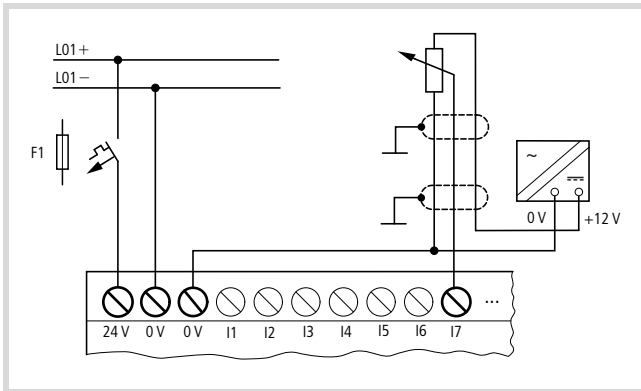 L01+
L01−
F1
~
0 V
+12 V
24 V 0 V 0 V I1 I2 I3 I4 I5 I6 I7 ...